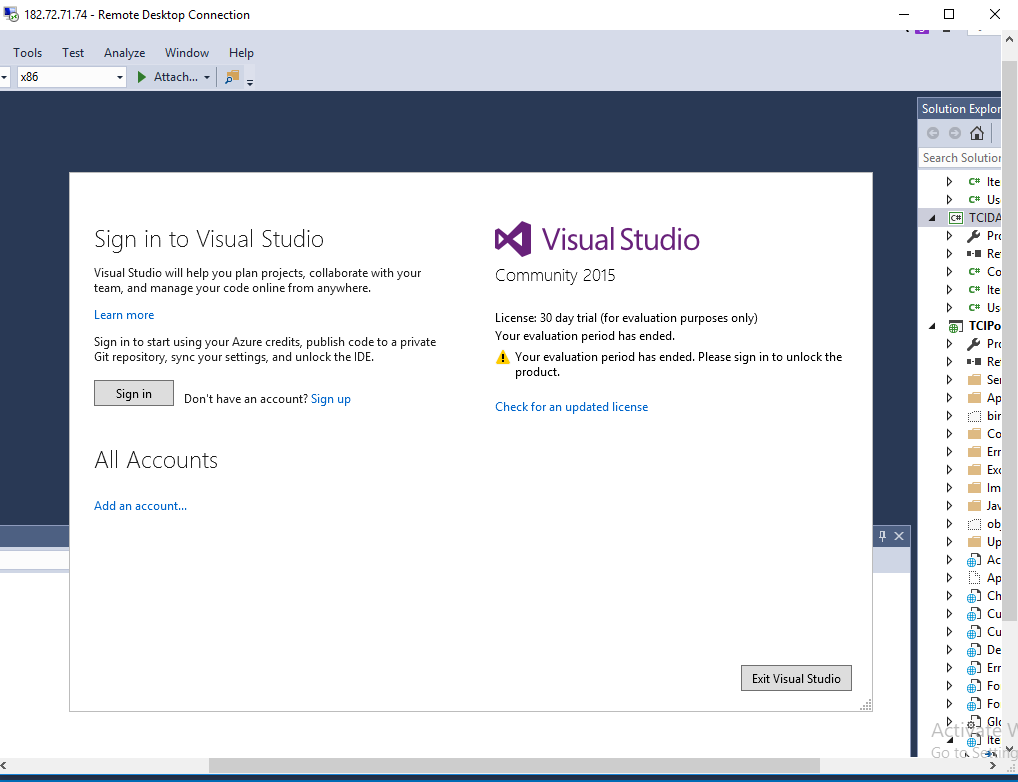 182.72.71.74 - Remote Desktop Connection
Tools Test Analyze Window Help
x86 Attach...
Solution Explor
Search Solution
C# Ite
C# Us
C# TCIDA
Pro
Re
C# Co
C# Ite
C# Us
TCIPo
Pro
Re
Ser
Ap
bin
Co
Err
Exc
Im
Jav
ob
Up
Ac
Ap
Ch
Cu
Cu
De
Err
Fo
Fo
Glo
Ite
Sign in to Visual Studio
Visual Studio will help you plan projects, collaborate with your
team, and manage your code online from anywhere.
Learn more
Sign in to start using your Azure credits, publish code to a private
Git repository, sync your settings, and unlock the IDE.
Sign in
Don't have an account? Sign up
All Accounts
Add an account...
Visual Studio
Community 2015
License: 30 day trial (for evaluation purposes only)
Your evaluation period has ended.
Your evaluation period has ended. Please sign in to unlock the
product.
Check for an updated license
Exit Visual Studio
Activate W
Go to Setting